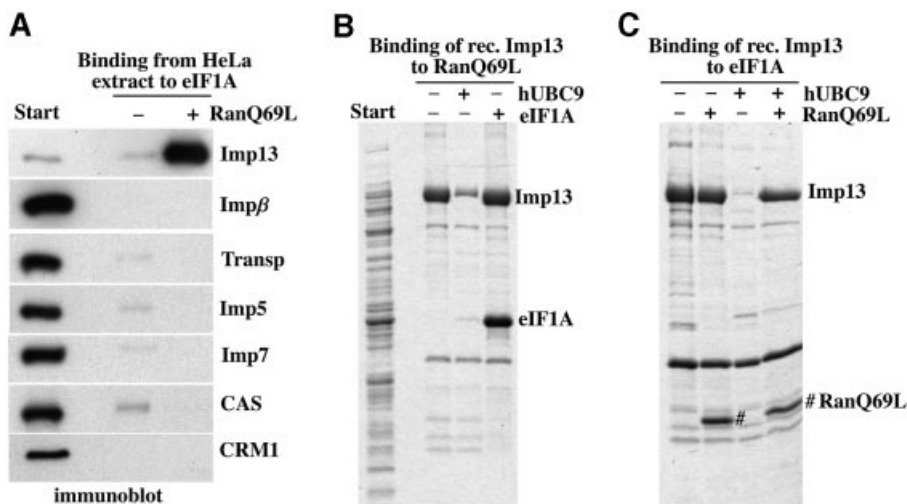 A
Binding from HeLa
extract to eIF1A
Start – + RanQ69L
Imp13
Impβ
Transp
Imp5
Imp7
CAS
CRM1
immunoblot
B
Binding of rec. Imp13
to RanQ69L
– + – hUBC9
Start – – + eIF1A
Imp13
eIF1A
C
Binding of rec. Imp13
to eIF1A
– – + + hUBC9
– + – + RanQ69L
Imp13
# # RanQ69L